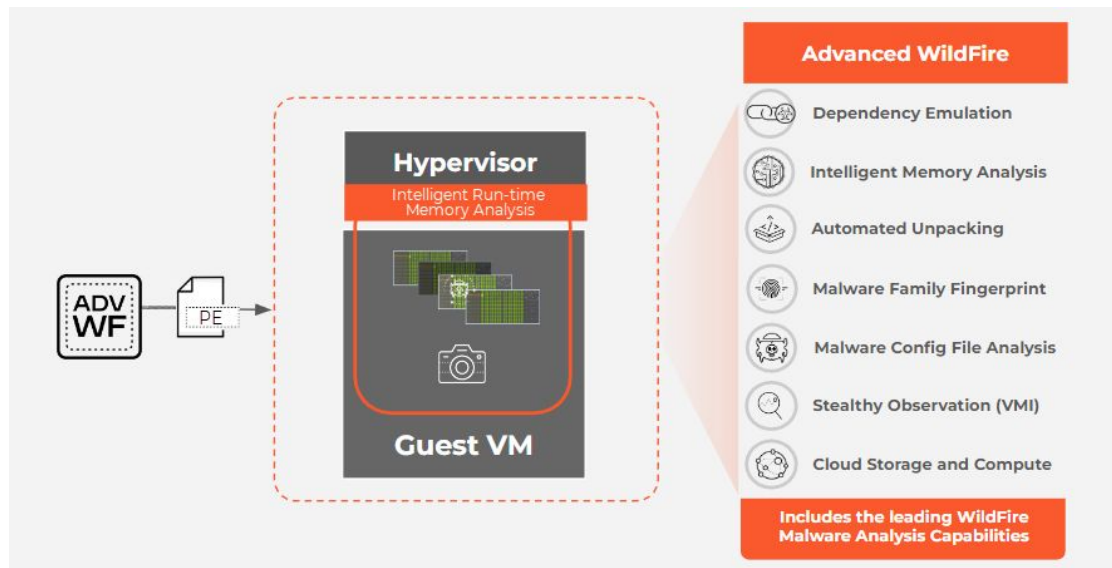 ADV
WF
PE
Hypervisor
Intelligent Run-time
Memory Analysis
Guest VM
Advanced WildFire
Dependency Emulation
Intelligent Memory Analysis
Automated Unpacking
Malware Family Fingerprint
Malware Config File Analysis
Stealthy Observation (VMI)
Cloud Storage and Compute
Includes the leading WildFire
Malware Analysis Capabilities